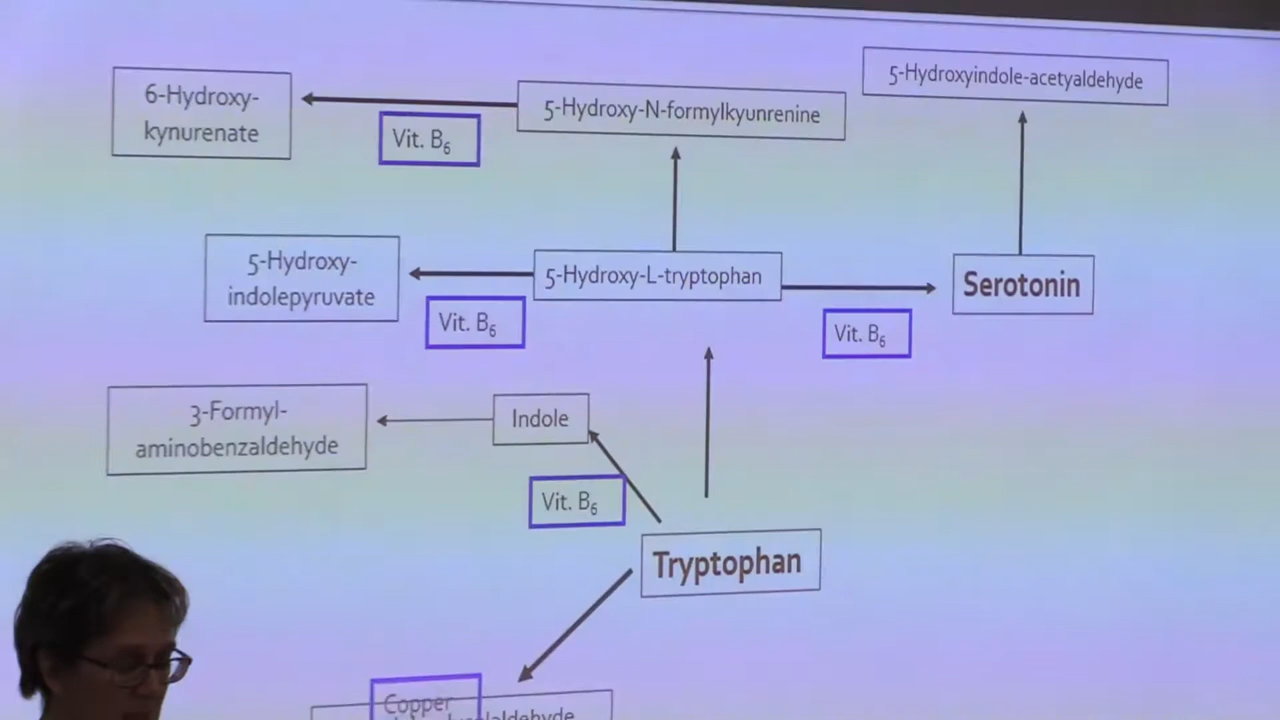 5-Hydroxyindole-acetyaldehyde
6-Hydroxy-
kynurenate
5-Hydroxy-N-formylkyunrenine
Vit. B₆
5-Hydroxy-
indolepyruvate
5-Hydroxy-L-tryptophan
Serotonin
Vit. B₆
Vit. B₆
3-Formyl-
aminobenzaldehyde
Indole
Vit. B₆
Tryptophan
Copper